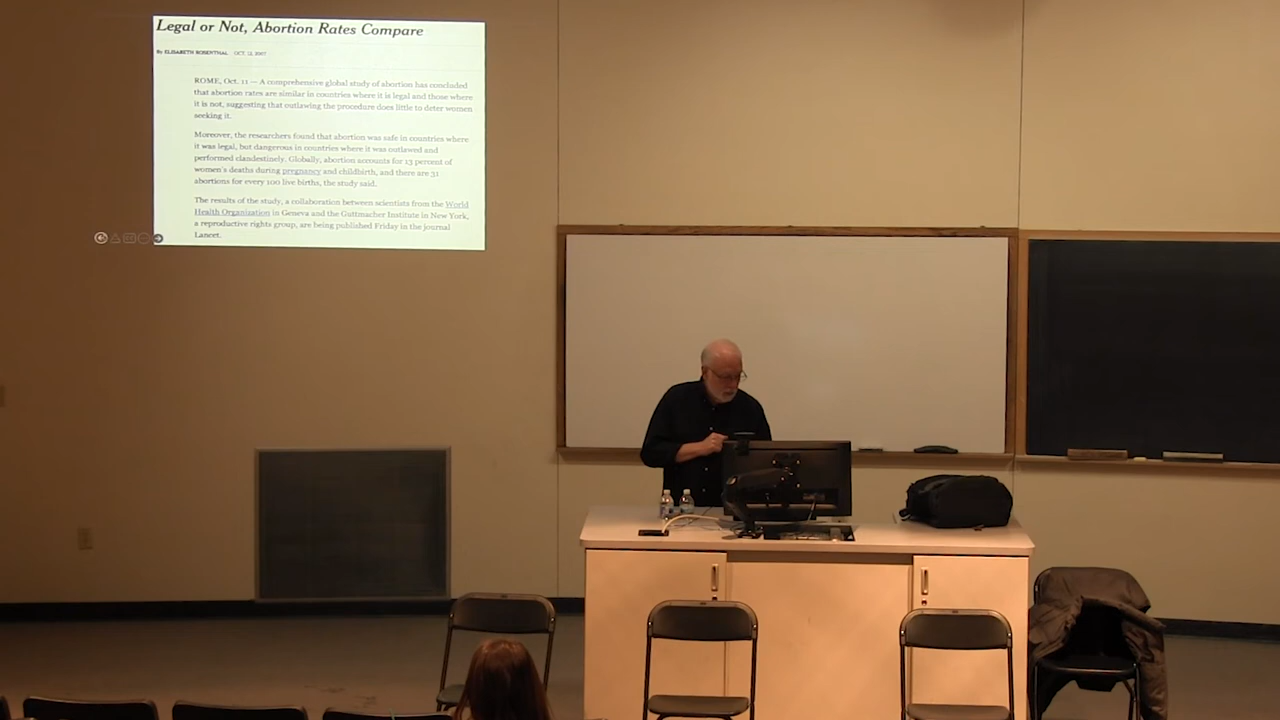 Legal or Not, Abortion Rates Compare
By ELISABETH ROSENTHAL OCT. 12, 2007
ROME, Oct. 11 — A comprehensive global study of abortion has concluded
that abortion rates are similar in countries where it is legal and those where
it is not, suggesting that outlawing the procedure does little to deter women
seeking it.
Moreover, the researchers found that abortion was safe in countries where
it was legal, but dangerous in countries where it was outlawed and
performed clandestinely. Globally, abortion accounts for 13 percent of
women's deaths during pregnancy and childbirth, and there are 31
abortions for every 100 live births, the study said.
The results of the study, a collaboration between scientists from the World
Health Organization in Geneva and the Guttmacher Institute in New York,
a reproductive rights group, are being published Friday in the journal
Lancet.